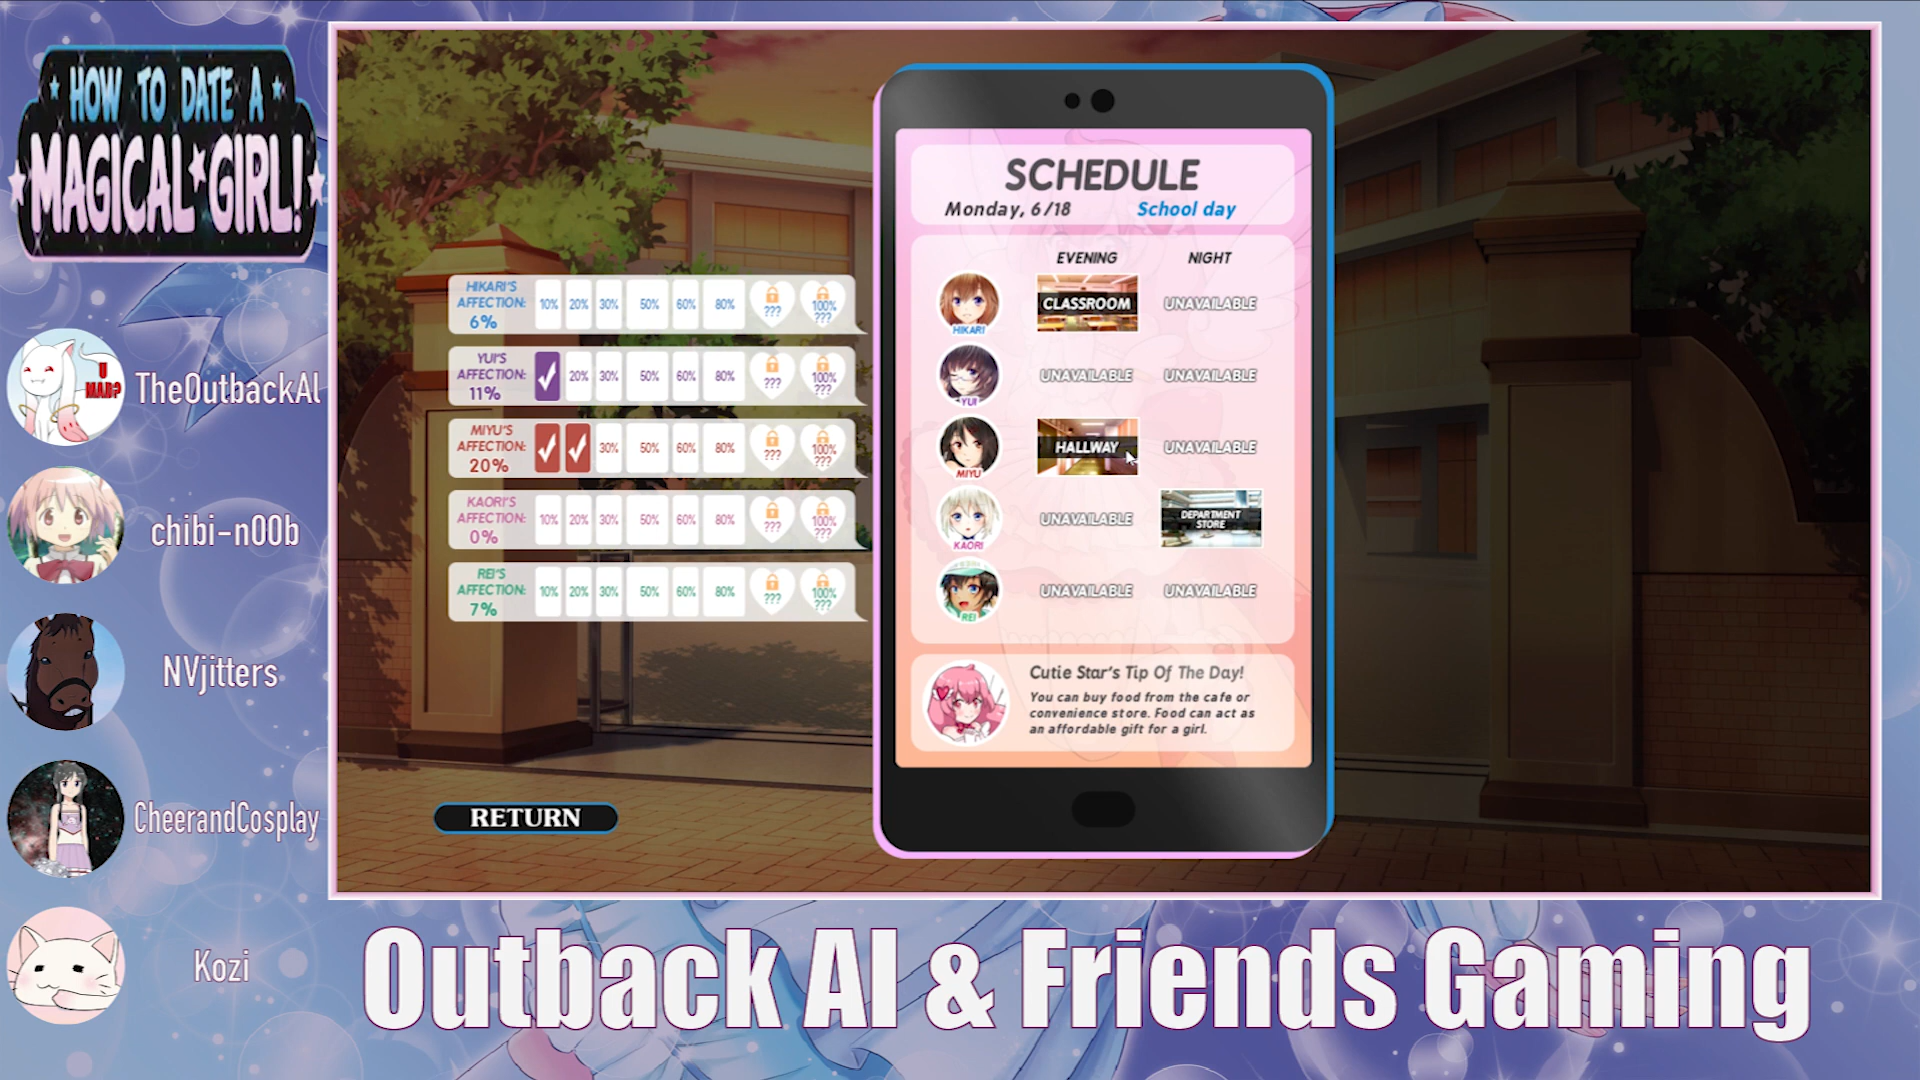 HOW TO DATE A
MAGICAL GIRL!
U
MAD?
TheOutbackAl
chibi-n00b
NVjitters
CheerandCosplay
Kozi
HIKARI'S
AFFECTION:
6%
10% 20% 30% 50% 60% 80% ??? 100%
???
YUI'S
AFFECTION:
11%
20% 30% 50% 60% 80% ??? 100%
???
MIYU'S
AFFECTION:
20%
30% 50% 60% 80% ??? 100%
???
KAORI'S
AFFECTION:
0%
10% 20% 30% 50% 60% 80% ??? 100%
???
REI'S
AFFECTION:
7%
10% 20% 30% 50% 60% 80% ??? 100%
???
RETURN
SCHEDULE
Monday, 6/18 School day
EVENING NIGHT
HIKARI CLASSROOM UNAVAILABLE
YUI UNAVAILABLE UNAVAILABLE
MIYU HALLWAY UNAVAILABLE
KAORI UNAVAILABLE DEPARTMENT
STORE
REI UNAVAILABLE UNAVAILABLE
Cutie Star's Tip Of The Day!
You can buy food from the cafe or
convenience store. Food can act as
an affordable gift for a girl.
Outback Al & Friends Gaming